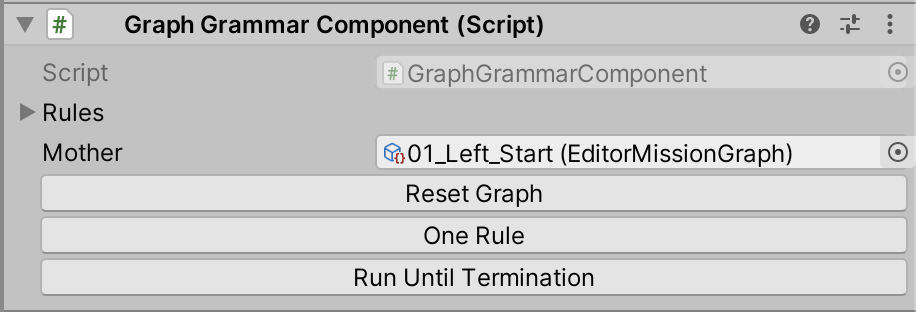 # Graph Grammar Component (Script)
Script # GraphGrammarComponent
Rules
Mother 01_Left_Start (EditorMissionGraph)
Reset Graph
One Rule
Run Until Termination